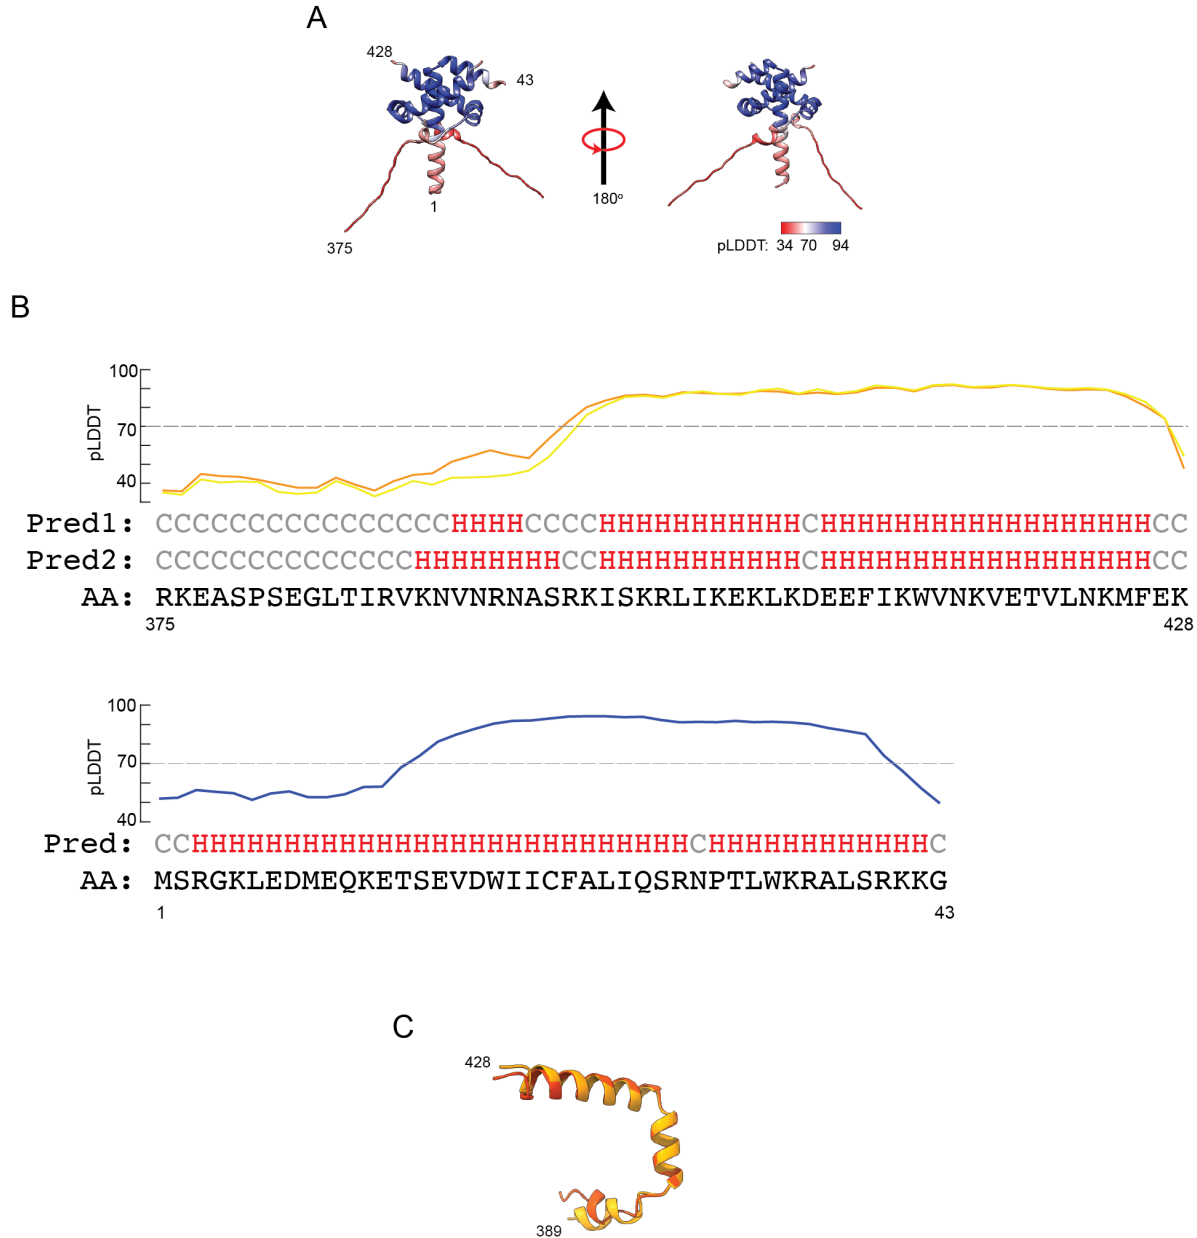 A
428
43
1
375
180°
pLDDT: 34 70 94
B
100
70
40
pLDDT
Pred1: CCCCCCCCCCCCCCCCHHHHCCCCHHHHHHHHHHHCHHHHHHHHHHHHHHHHHHCC
Pred2: CCCCCCCCCCCCCCHHHHHHHHCCHHHHHHHHHHHCHHHHHHHHHHHHHHHHHHCC
AA: RKEASPSEGLTIRVKNVNRNASRKISKRLIKEKLKDEEFIKWVNKVETVLNKMFEK
375 428
100
70
40
pLDDT
Pred: CCHHHHHHHHHHHHHHHHHHHHHHHHHHHCHHHHHHHHHHHHC
AA: MSRGKLEDMEQKETSEVDWIICFALIQSRNPTLWKRALSRKKG
1 43
C
428
389